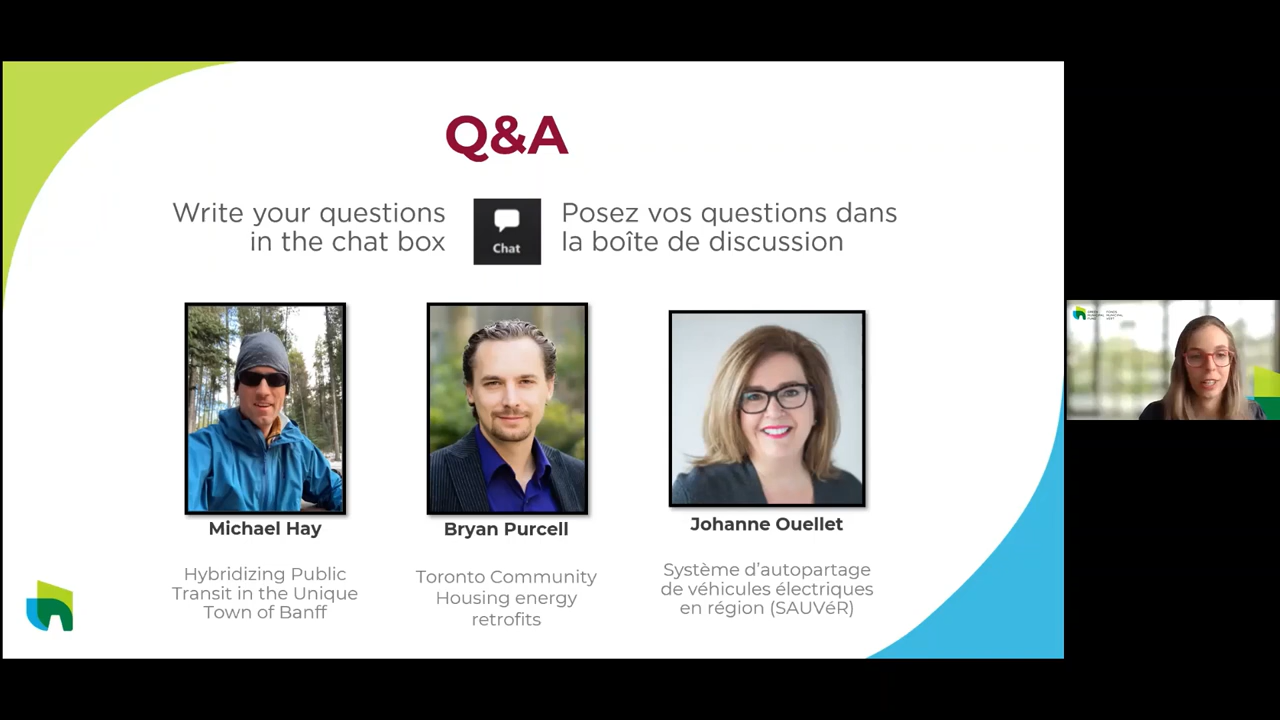 Q&A
Write your questions
in the chat box
Chat
Posez vos questions dans
la boîte de discussion
Michael Hay
Hybridizing Public
Transit in the Unique
Town of Banff
Bryan Purcell
Toronto Community
Housing energy
retrofits
Johanne Ouellet
Système d'autopartage
de véhicules électriques
en région (SAUVéR)